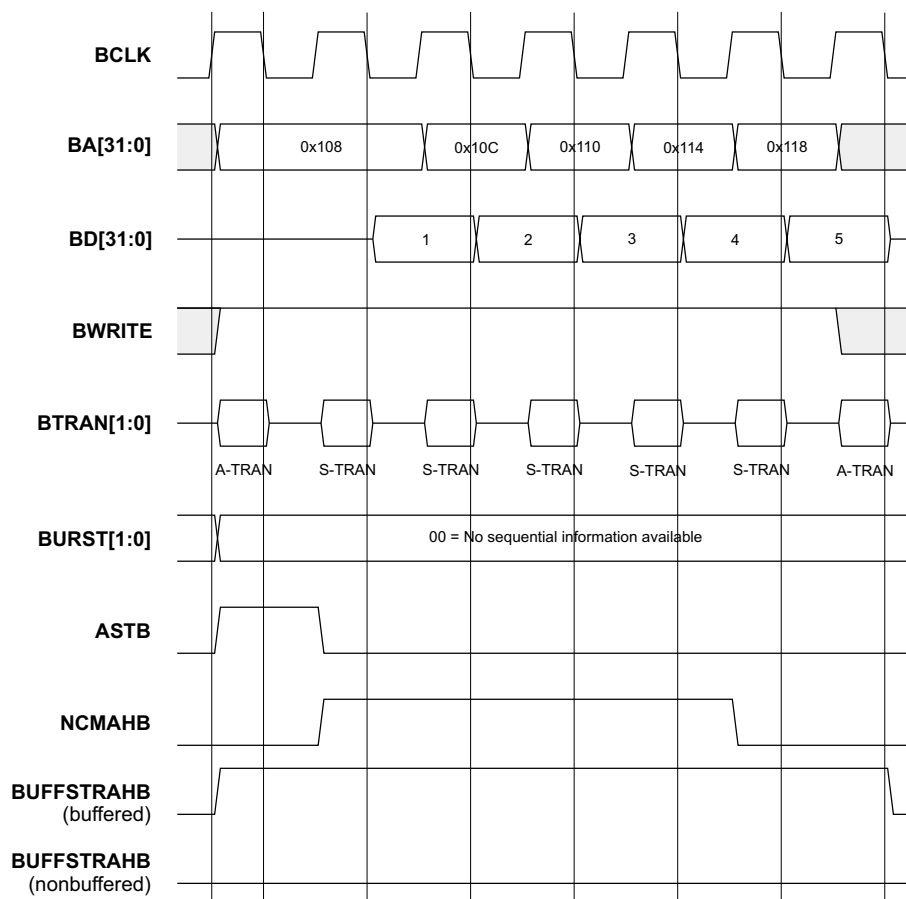 BCLK
BA[31:0] 0x108 0x10C 0x110 0x114 0x118
BD[31:0] 1 2 3 4 5
BWRITE
BTRAN[1:0]
A-TRAN S-TRAN S-TRAN S-TRAN S-TRAN S-TRAN A-TRAN
BURST[1:0] 00 = No sequential information available
ASTB
NCMAHB
BUFFSTRAHB
(buffered)
BUFFSTRAHB
(nonbuffered)